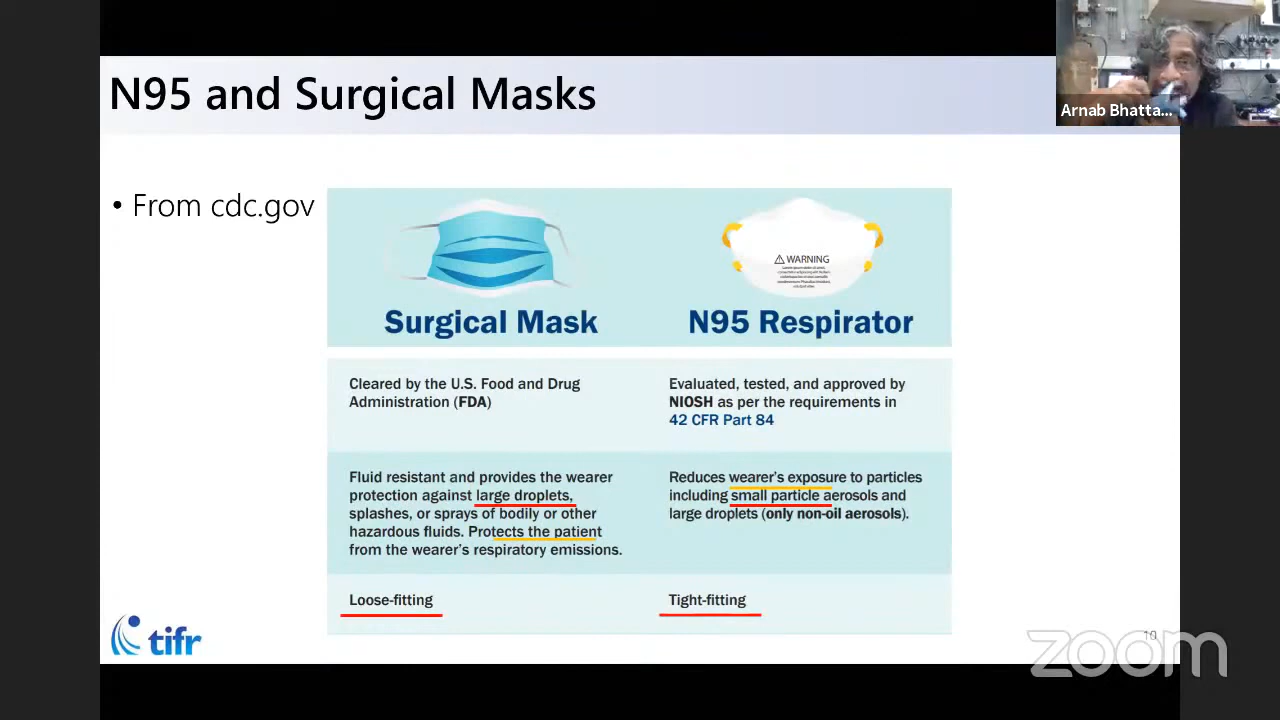 N95 and Surgical Masks
Arnab Bhatta...
• From cdc.gov
WARNING
Surgical Mask
N95 Respirator
Cleared by the U.S. Food and Drug
Administration (FDA)
Evaluated, tested, and approved by
NIOSH as per the requirements in
42 CFR Part 84
Fluid resistant and provides the wearer
protection against large droplets,
splashes, or sprays of bodily or other
hazardous fluids. Protects the patient
from the wearer's respiratory emissions.
Reduces wearer's exposure to particles
including small particle aerosols and
large droplets (only non-oil aerosols).
Loose-fitting
Tight-fitting
tifr
10
zoom